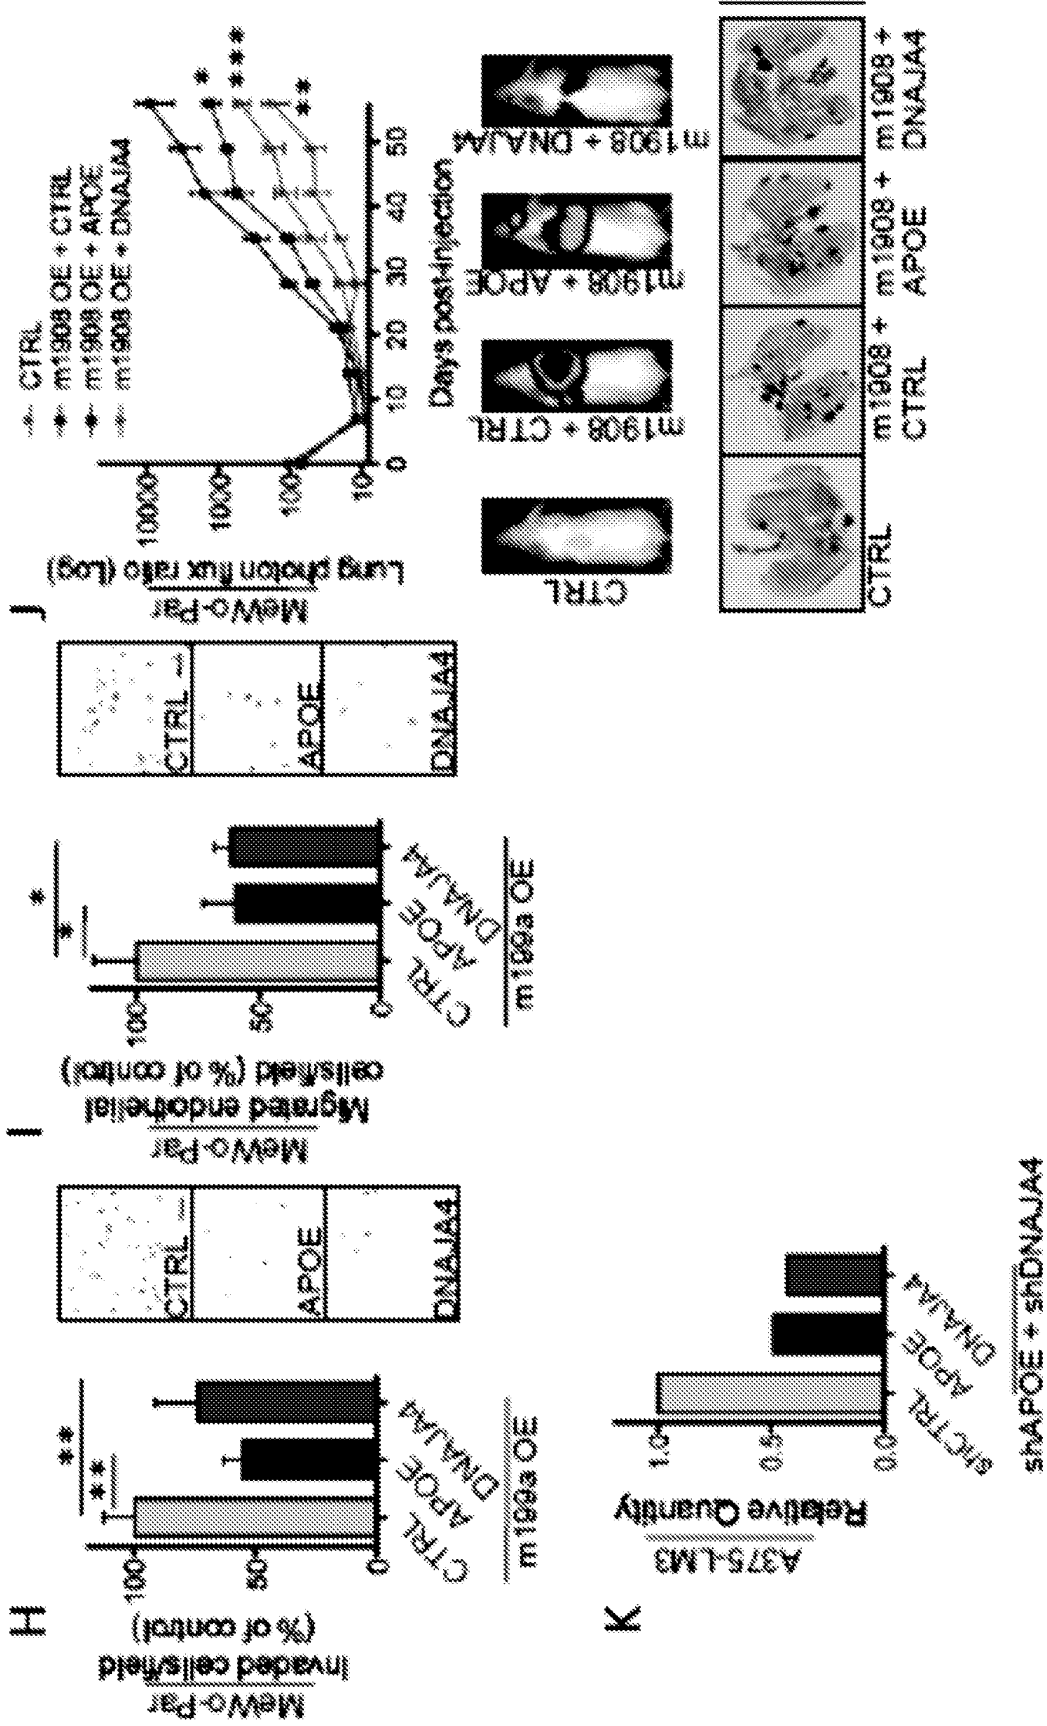 H
MeWo-Par
Invaded cells/field
(% of control)
100
50
0
**
**
CTRL
APOE
DNAJA4
m199a OE
CTRL
APOE
DNAJA4
I
MeWo-Par
Migrated endothelial
cells/field (% of control)
100
50
0
*
*
CTRL
APOE
DNAJA4
m199a OE
CTRL
APOE
DNAJA4
J
MeWo-Par
Lung photon flux ratio (Log)
10000
1000
100
10
0
10
20
30
40
50
Days post-injection
CTRL
m1908 OE + CTRL
m1908 OE + APOE
m1908 OE + DNAJA4
*
***
**
CTRL
m1908 + CTRL
m1908 + APOE
m1908 + DNAJA4
CTRL
m1908 +
CTRL
m1908 +
APOE
m1908 +
DNAJA4
K
A375-LM3
Relative Quantity
1.0
0.5
0.0
shCTRL
APOE
DNAJA4
shAPOE + shDNAJA4